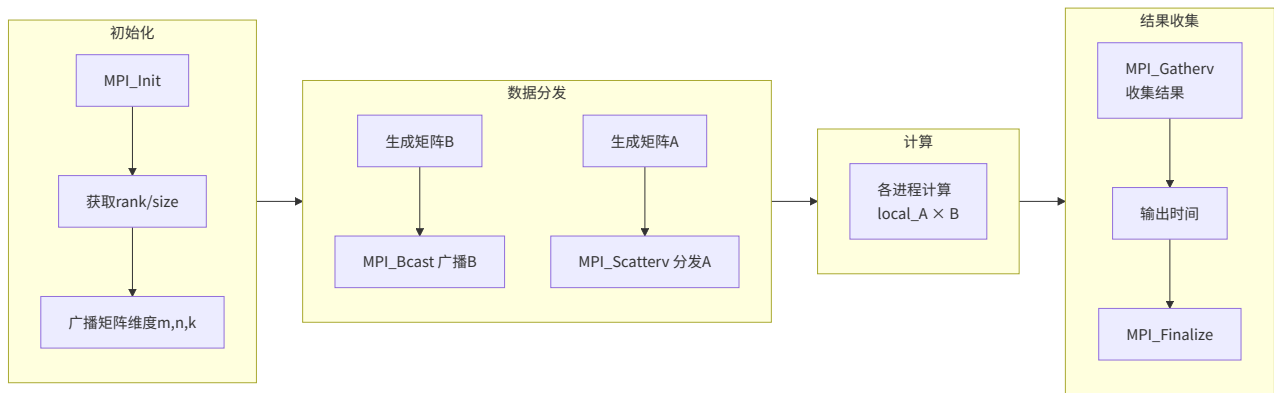 初始化
MPI_Init
获取rank/size
广播矩阵维度m,n,k
数据分发
生成矩阵B
生成矩阵A
MPI_Bcast 广播B
MPI_Scatterv 分发A
计算
各进程计算
local_A × B
结果收集
MPI_Gatherv
收集结果
输出时间
MPI_Finalize